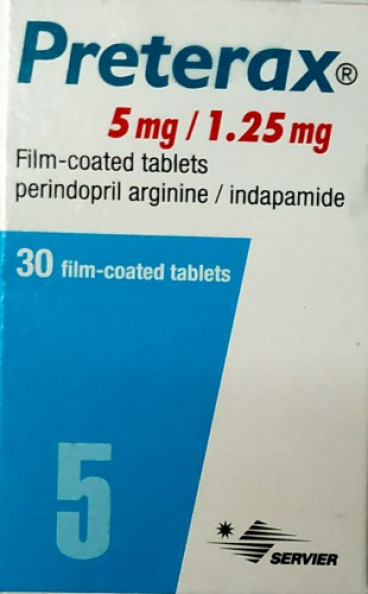 Preterax®
5 mg / 1.25 mg
Film-coated tablets
perindopril arginine / indapamide
30 film-coated tablets
5
SERVIER